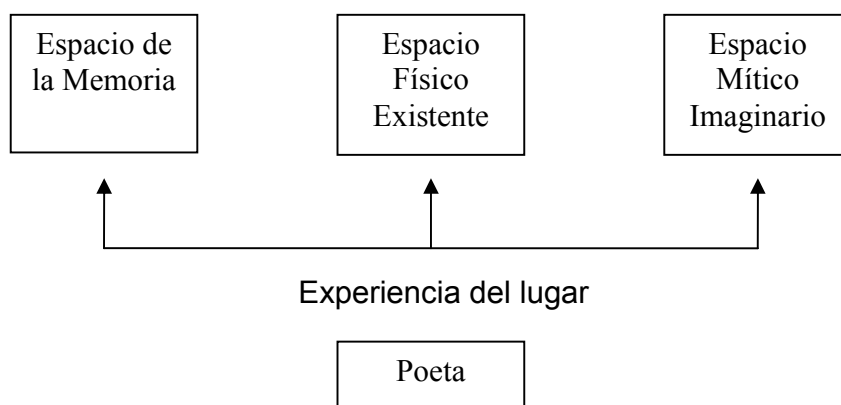 Espacio de
la Memoria
Espacio
Físico
Existente
Espacio
Mítico
Imaginario
Experiencia del lugar
Poeta